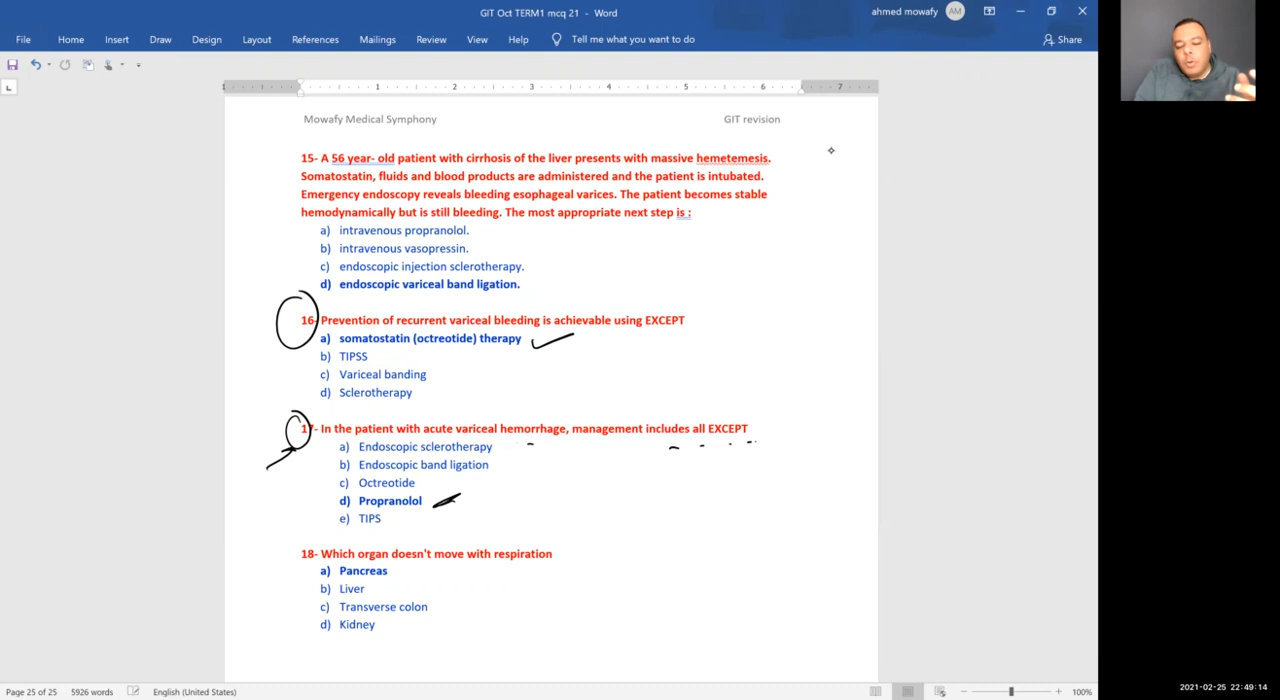 GIT Oct TERM1 mcq 21 - Word
ahmed mowafy AM
File Home Insert Draw Design Layout References Mailings Review View Help Tell me what you want to do Share
1 2 3 4 5 6 7
Mowafy Medical Symphony GIT revision
15- A 56 year- old patient with cirrhosis of the liver presents with massive hemetemesis.
Somatostatin, fluids and blood products are administered and the patient is intubated.
Emergency endoscopy reveals bleeding esophageal varices. The patient becomes stable
hemodynamically but is still bleeding. The most appropriate next step is :
a) intravenous propranolol.
b) intravenous vasopressin.
c) endoscopic injection sclerotherapy.
d) endoscopic variceal band ligation.
16- Prevention of recurrent variceal bleeding is achievable using EXCEPT
a) somatostatin (octreotide) therapy
b) TIPSS
c) Variceal banding
d) Sclerotherapy
17- In the patient with acute variceal hemorrhage, management includes all EXCEPT
a) Endoscopic sclerotherapy
b) Endoscopic band ligation
c) Octreotide
d) Propranolol
e) TIPS
18- Which organ doesn't move with respiration
a) Pancreas
b) Liver
c) Transverse colon
d) Kidney
Page 25 of 25 5926 words English (United States) 100%
2021-02-25 22:49:14